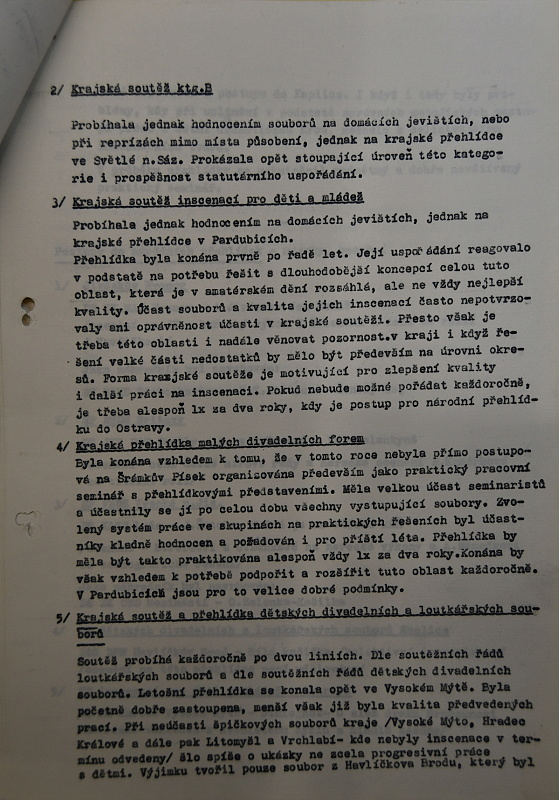 2/ Krajská soutěž ktg.B
Probíhala jednak hodnocením souborů na domácích jevištích, nebo
při reprízách mimo místa působení, jednak na krajské přehlídce
ve Světlé n.Sáz. Prokázala opět stoupající úroveň této katego-
rie i prospěšnost statutárního uspořádání.
3/ Krajská soutěž inscenací pro děti a mládež
Probíhala jednak hodnocením na domácích jevištích, jednak na
krajské přehlídce v Pardubicích.
Přehlídka byla konána prvně po řadě let. Její uspořádání reagovalo
v podstatě na potřebu řešit s dlouhodobější koncepcí celou tuto
oblast, která je v amatérském dění rozsáhlá, ale ne vždy nejlepší
kvality. Účast souborů a kvalita jejich inscenací často nepotvrzo-
valy ani oprávněnost účasti v krajské soutěži. Přesto však je
třeba této oblasti i nadále věnovat pozornost.v kraji i když ře-
šení velké části nedostatků by mělo být především na úrovni okre-
sů. Forma kraxjské soutěže je motivující pro zlepšení kvality
i další práci na inscenaci. Pokud nebude možné pořádat každoročně,
je třeba alespoň lx za dva roky, kdy je postup pro národní přehlíd-
ku do Ostravy.
4/ Krajská přehlídka malých divadelních forem
Byla konána vzhledem k tomu, že v tomto roce nebyla přímo postupo-
vá na Šrámkův Písek organizována především jako praktický pracovní
seminář s přehlídkovými představeními. Měla velkou účast seminaristů
a účastnily se jí po celou dobu všechny vystupující soubory. Zvo-
lený systém práce ve skupinách na praktických řešeních byl účast-
níky kladně hodnocen a požadován i pro příští léta. Přehlídka by
měla být takto praktikována alespoň vždy lx za dva roky.Konána by
však vzhledem k potřebě podpořit a rozšířit tuto oblast každoročně.
V Pardubicích jsou pro to velice dobré podmínky.
5/ Krajská soutěž a přehlídka dětských divadelních a loutkářských sou-
borů
Soutěž probíhá každoročně po dvou liniích. Dle soutěžních řádů
loutkářských souborů a dle soutěžních řádů dětských divadelních
souborů. Letošní přehlídka se konala opět ve Vysokém Mýtě. Byla
početně dobře zastoupena, menší však již byla kvalita předvedených
prací. Při neúčasti špičkových souborů kraje /Vysoké Mýto, Hradec
Králové a dále pak Litomyšl a Vrchlabí- kde nebyly inscenace v ter-
mínu odvedeny/ šlo spíše o ukázky ne zcela progresivní práce
s dětmi. Výjimku tvořil pouze soubor z Havlíčkova Brodu, který byl